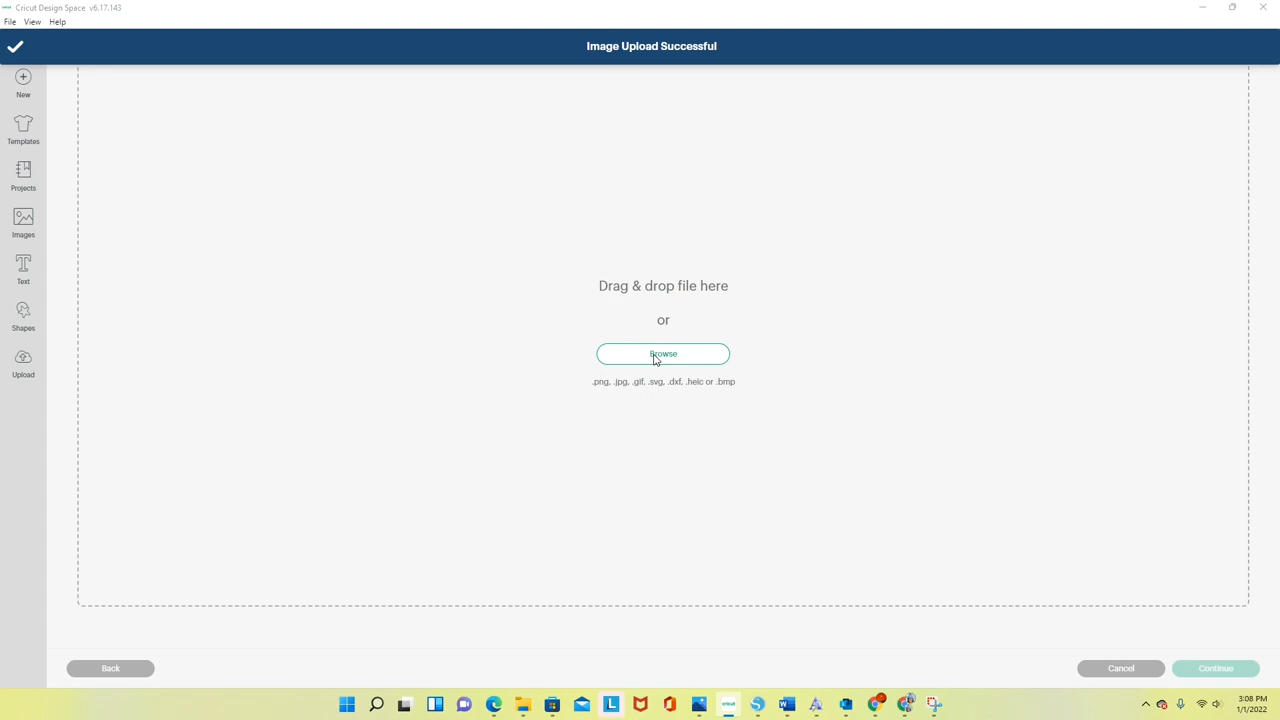 Cricut Design Space v6.17.143
File View Help
Image Upload Successful
New
Templates
Projects
Images
Text
Shapes
Upload
Drag & drop file here
or
Browse
.png, .jpg, .gif, .svg, .dxf, .heic or .bmp
Back
Cancel
Continue
cricut
3:08 PM
1/1/2022